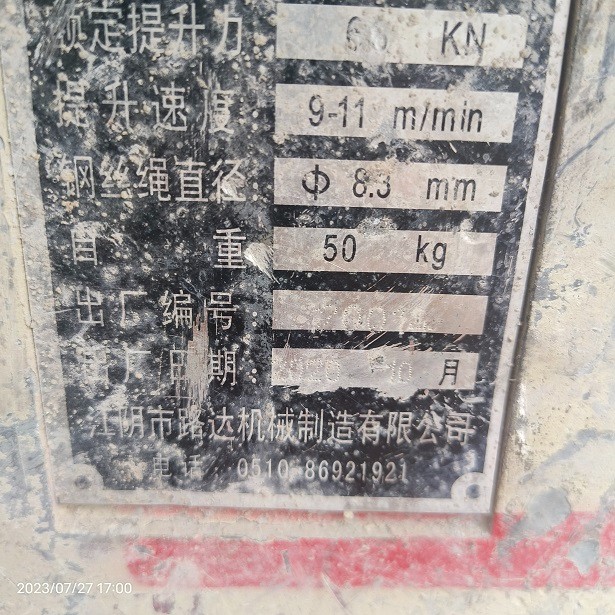 额定提升力 KN
提升速度 9-11 m/min
钢丝绳直径 Φ 8.3 mm
自重 50 kg
出厂编号
出厂日期 月
江阴市路达机械制造有限公司
电话 0510-86921921
2023/07/27 17:00